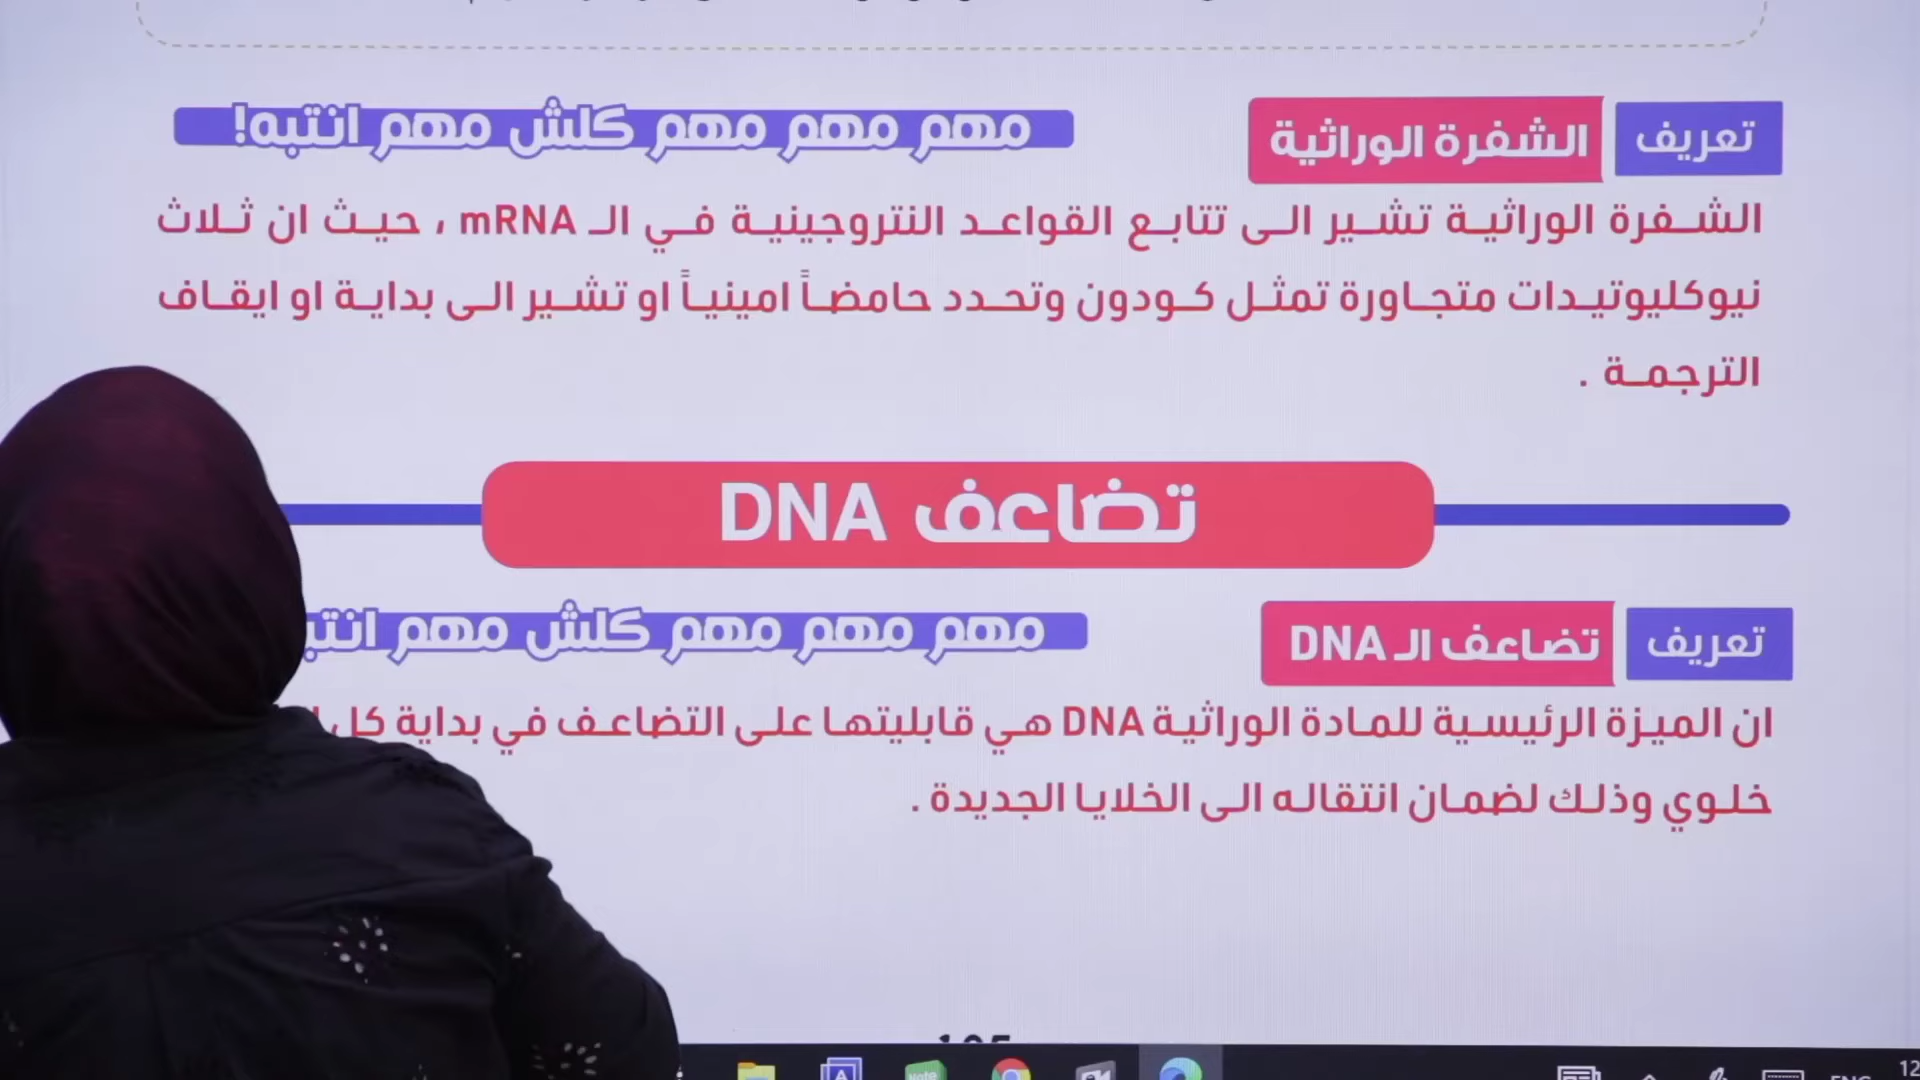 تعريف الشفرة الوراثية مهم مهم مهم كلش مهم انتبه!
الشفرة الوراثية تشير الى تتابع القواعد النتروجينية في الـ mRNA ، حيث ان ثلاث
نيوكليوتيدات متجاورة تمثل كودون وتحدد حامضاً امينياً او تشير الى بداية او ايقاف
الترجمة .
تضاعف DNA
تعريف تضاعف الـ DNA مهم مهم مهم كلش مهم
ان الميزة الرئيسية للمادة الوراثية DNA هي قابليتها على التضاعف في بداية كل
خلوي وذلك لضمان انتقاله الى الخلايا الجديدة .
Note
ENG